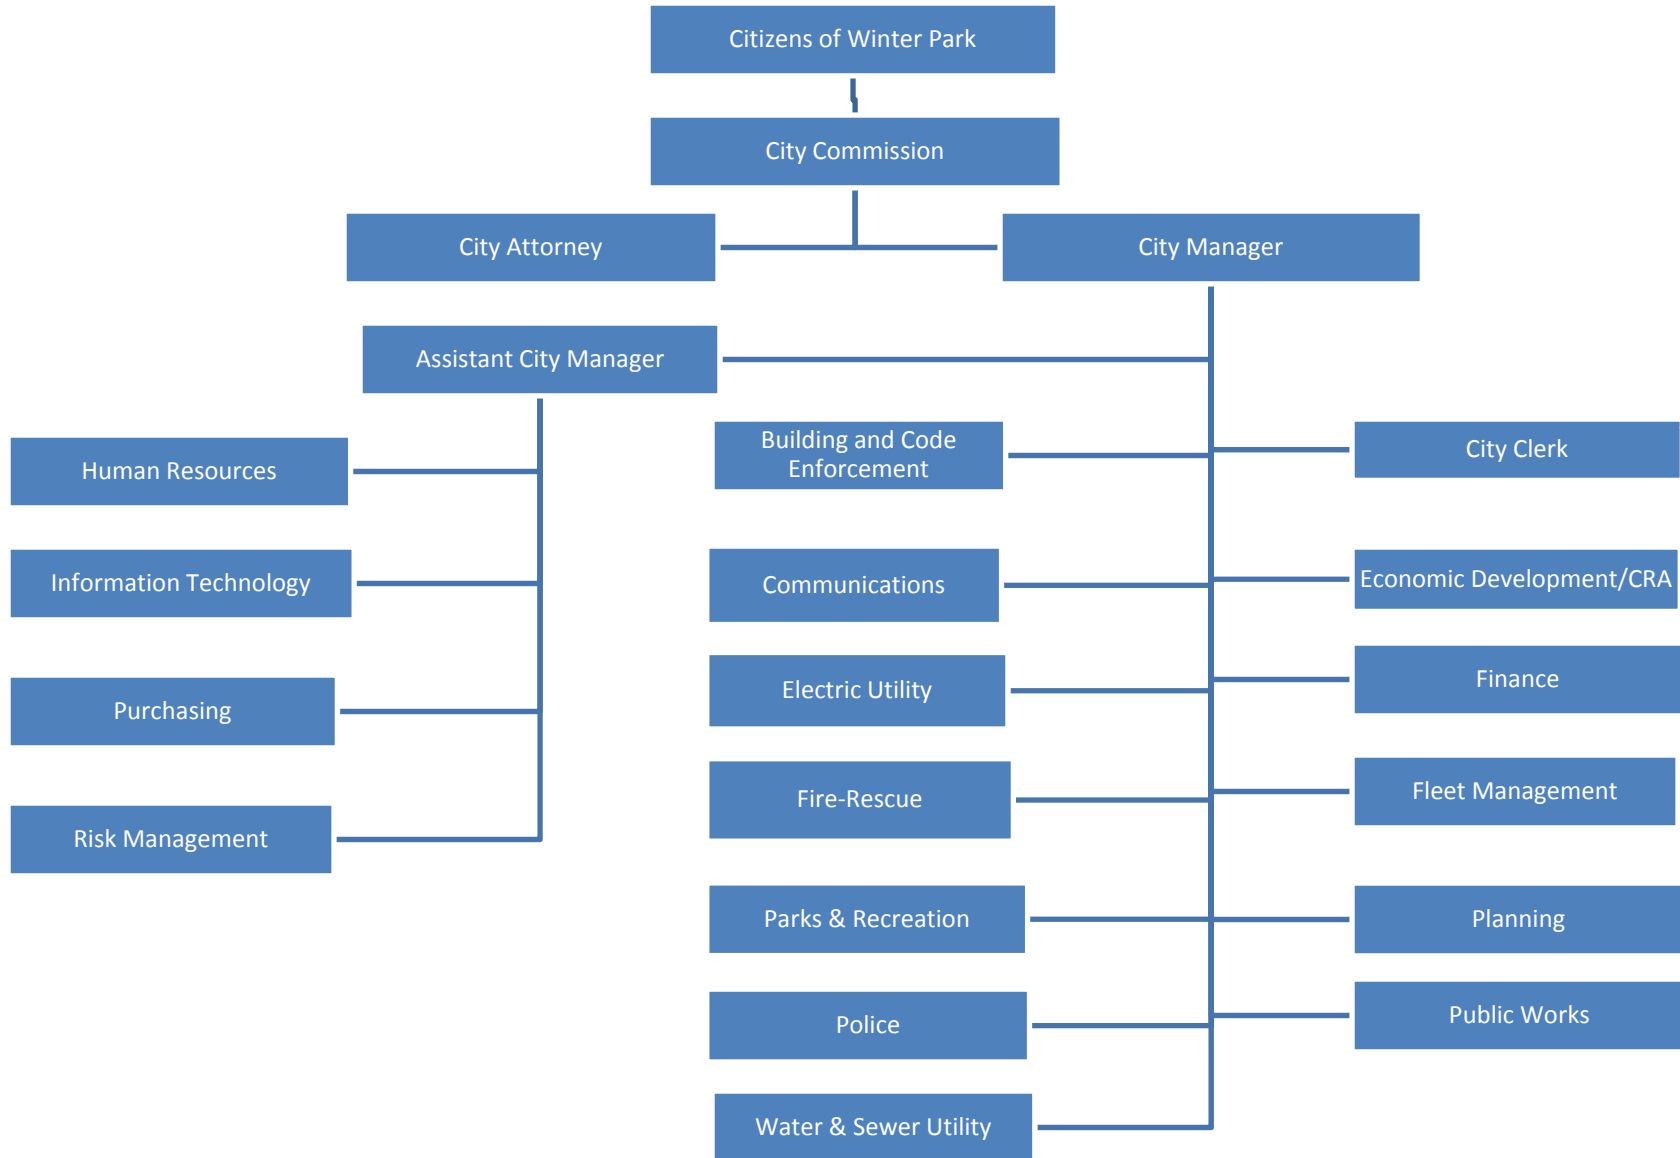 Citizens of Winter Park
City Commission
City Attorney
City Manager
Assistant City Manager
Human Resources
Information Technology
Purchasing
Risk Management
Building and Code
Enforcement
Communications
Electric Utility
Fire-Rescue
Parks & Recreation
Police
Water & Sewer Utility
City Clerk
Economic Development/CRA
Finance
Fleet Management
Planning
Public Works